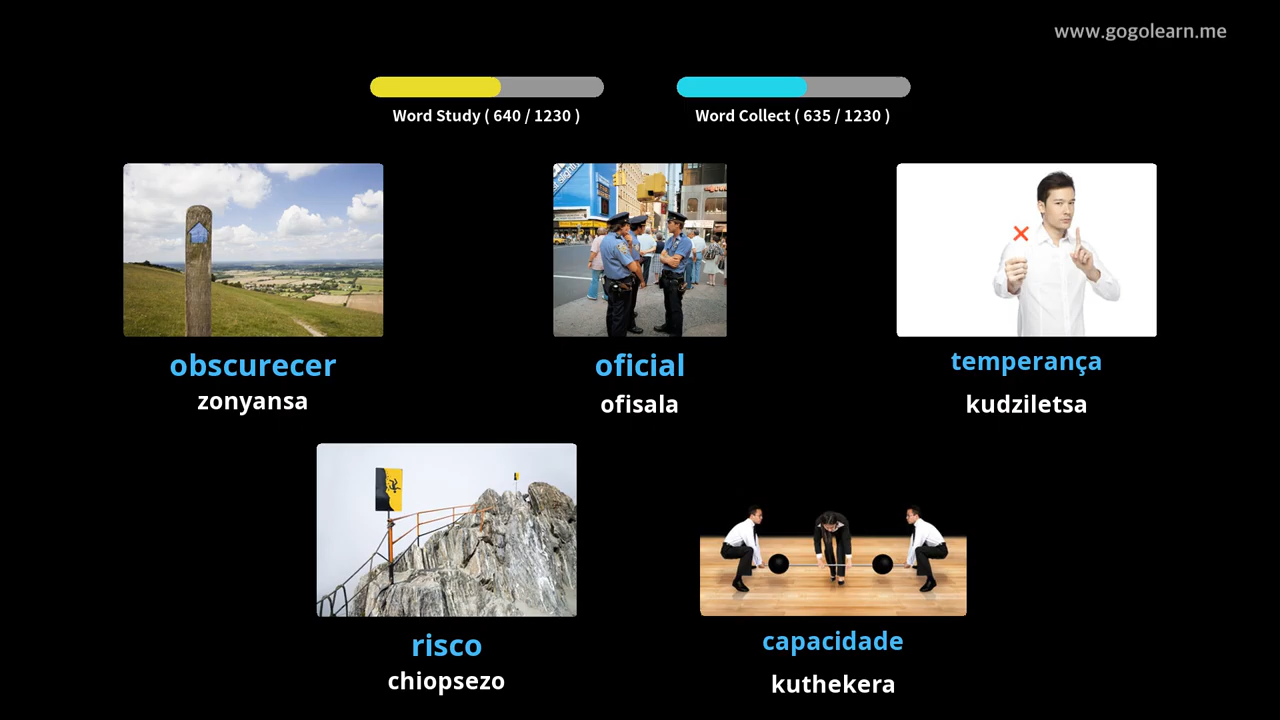 www.gogolearn.me
Word Study ( 640 / 1230 )
Word Collect ( 635 / 1230 )
obscurecer
zonyansa
oficial
ofisala
temperança
kudziletsa
risco
chiopsezo
capacidade
kuthekera